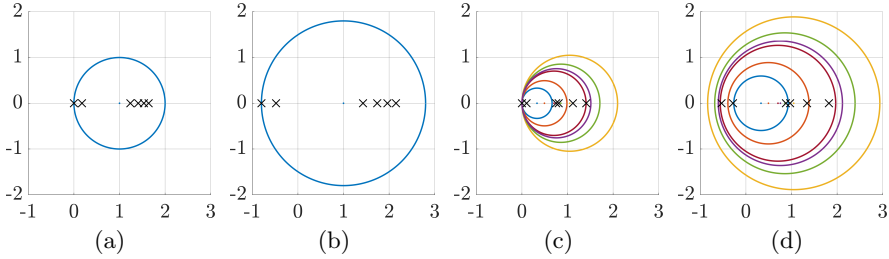 2 2 2 2
1 1 1 1
0 0 0 0
-1 -1 -1 -1
-2 -2 -2 -2
-1 0 1 2 3 -1 0 1 2 3 -1 0 1 2 3 -1 0 1 2 3
(a) (b) (c) (d)